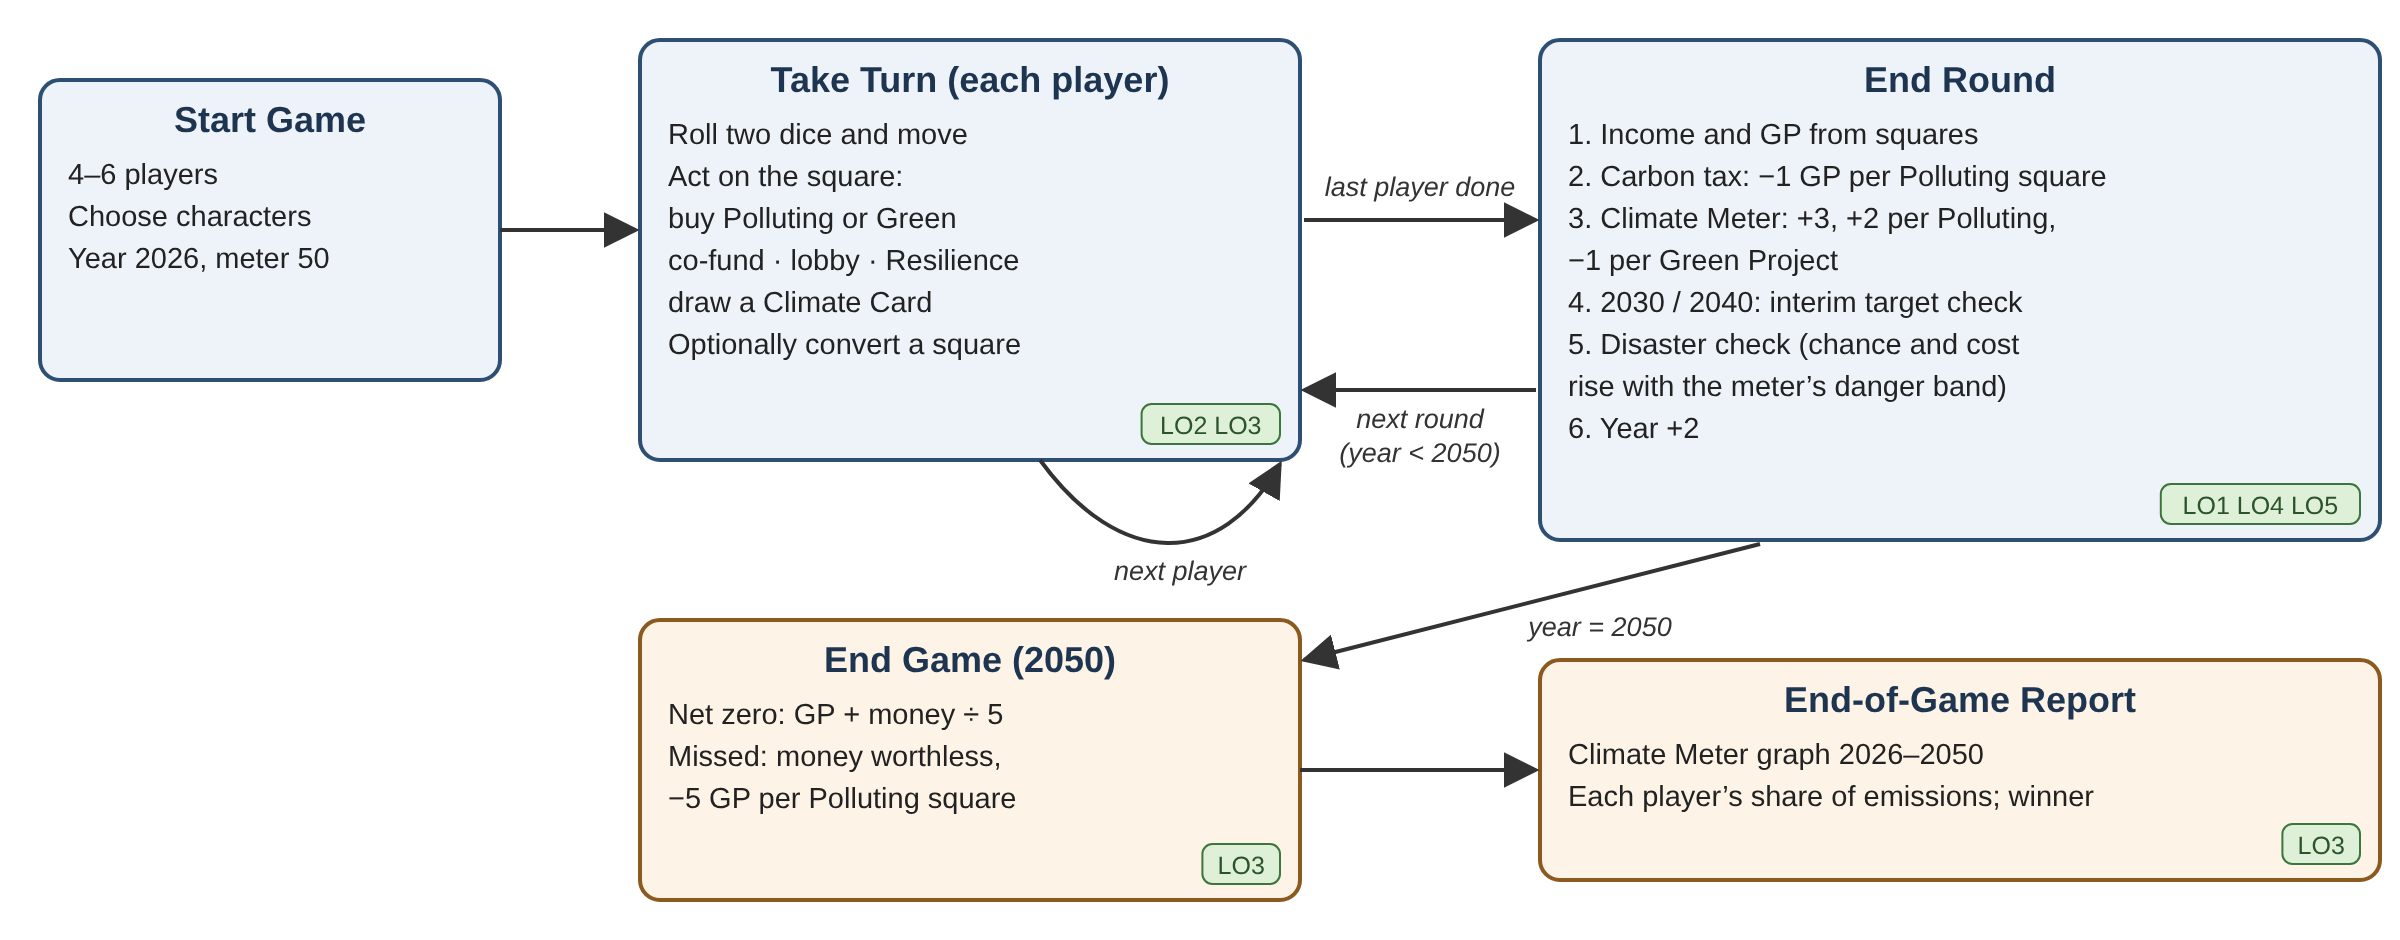 Start Game
4–6 players
Choose characters
Year 2026, meter 50
Take Turn (each player)
Roll two dice and move
Act on the square:
buy Polluting or Green
co-fund · lobby · Resilience
draw a Climate Card
Optionally convert a square
LO2 LO3
last player done
next round
(year < 2050)
next player
End Round
1. Income and GP from squares
2. Carbon tax: −1 GP per Polluting square
3. Climate Meter: +3, +2 per Polluting,
−1 per Green Project
4. 2030 / 2040: interim target check
5. Disaster check (chance and cost
rise with the meter’s danger band)
6. Year +2
LO1 LO4 LO5
year = 2050
End Game (2050)
Net zero: GP + money ÷ 5
Missed: money worthless,
−5 GP per Polluting square
LO3
End-of-Game Report
Climate Meter graph 2026–2050
Each player’s share of emissions; winner
LO3